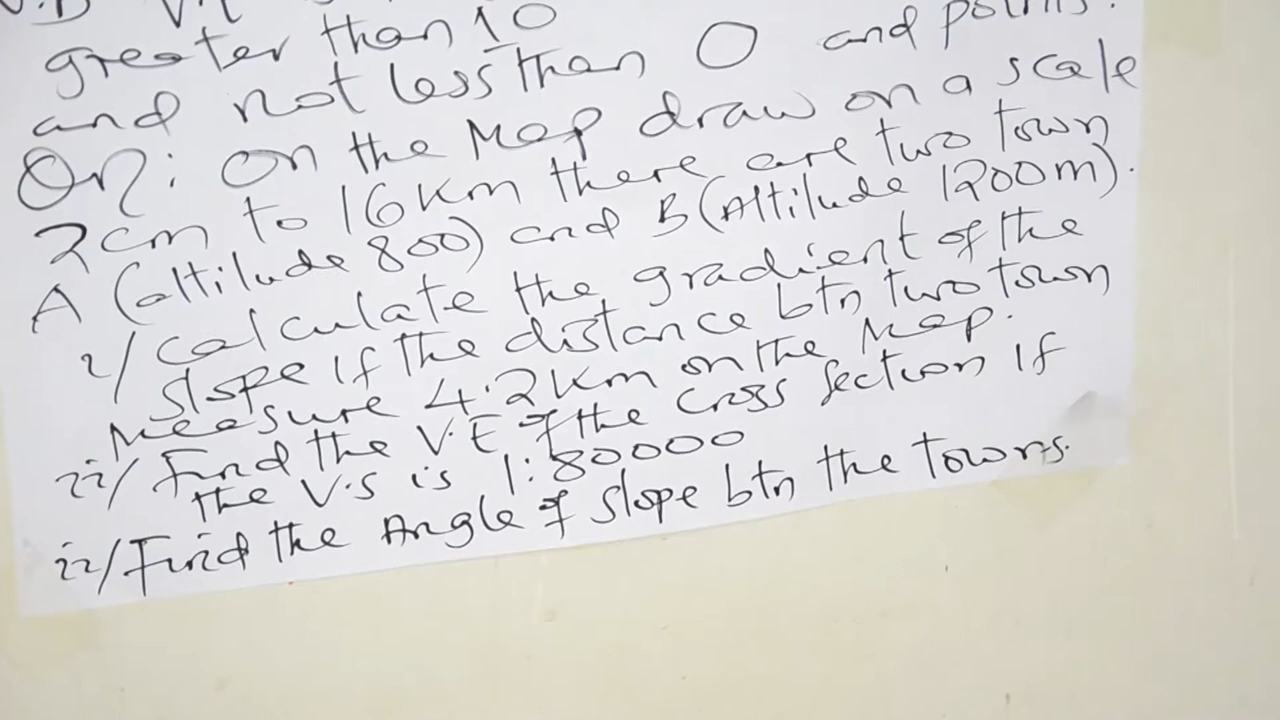 greater than 10
and not less than 0 and points.
Qn: on the Map draw on a scale
2cm to 16km there are two town
A (altitude 800) and B (Altitude 1200m).
i/ Calculate the gradient of the
slope if the distance btn two town
Measure 4.2km on the Map.
ii/ Find the V.E of the cross section if
the V.S is 1:80000
ii/ Find the Angle of slope btn the towns.